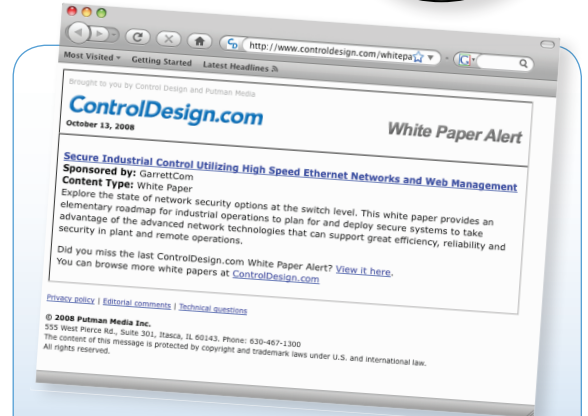 http://www.controldesign.com/whitepa
Most Visited Getting Started Latest Headlines
Brought to you by Control Design and Putman Media
ControlDesign.com
White Paper Alert
October 13, 2008
Secure Industrial Control Utilizing High Speed Ethernet Networks and Web Management
Sponsored by: GarrettCom
Content Type: White Paper
Explore the state of network security options at the switch level. This white paper provides an
elementary roadmap for industrial operations to plan for and deploy secure systems to take
advantage of the advanced network technologies that can support great efficiency, reliability and
security in plant and remote operations.
Did you miss the last ControlDesign.com White Paper Alert? View it here.
You can browse more white papers at ControlDesign.com
Privacy policy | Editorial comments | Technical questions
© 2008 Putman Media Inc.
555 West Pierce Rd., Suite 301, Itasca, IL 60143. Phone: 630-467-1300
The content of this message is protected by copyright and trademark laws under U.S. and international law.
All rights reserved.